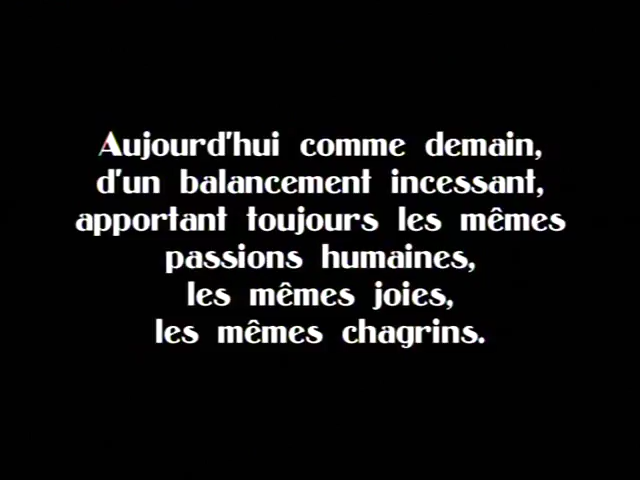 Aujourd'hui comme demain,
d'un balancement incessant,
apportant toujours les mêmes
passions humaines,
les mêmes joies,
les mêmes chagrins.